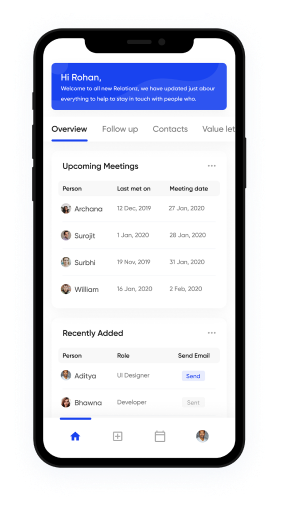 Hi Rohan,
Welcome to all new Relationz, we have updated just abour
everything to help to stay in touch with people who.
Overview Follow up Contacts Value let
Upcoming Meetings
Person Last met on Meeting date
Archana 12 Dec, 2019 27 Jan, 2020
Surojit 1 Jan, 2020 28 Jan, 2020
Surbhi 19 Nov, 2019 31 Jan, 2020
William 16 Jan, 2020 2 Feb, 2020
Recently Added
Person Role Send Email
Aditya UI Designer Send
Bhawna Developer Sent